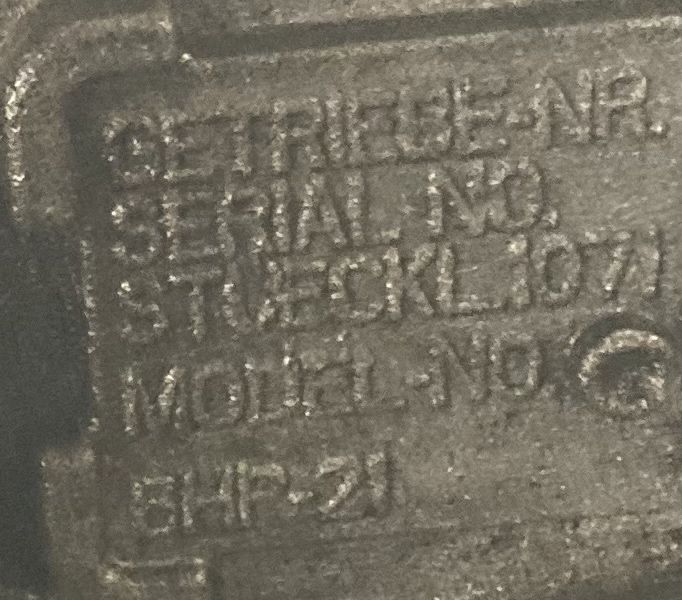 GETRIEBE-NR.
SERIAL-NO.
STUECKL.1071
MODEL-NO.
6HP-21